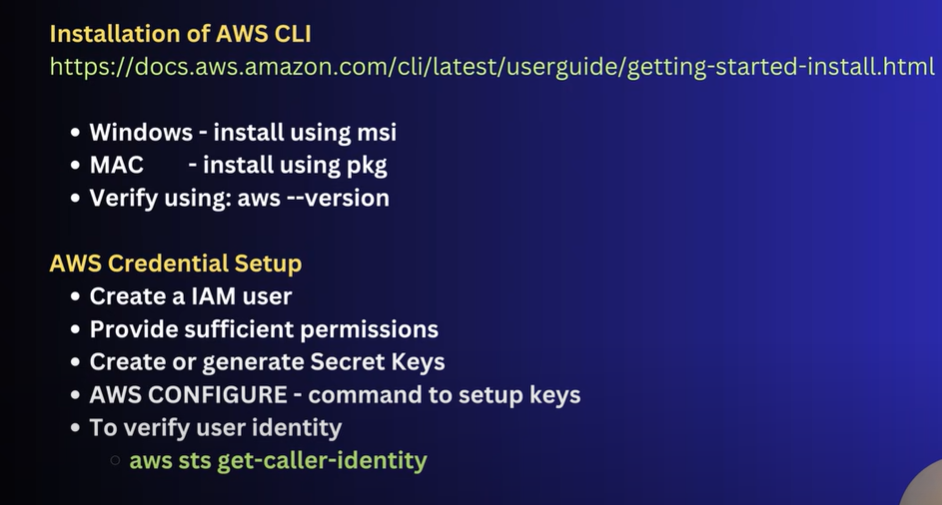 Installation of AWS CLI
https://docs.aws.amazon.com/cli/latest/userguide/getting-started-install.html
• Windows - install using msi
• MAC - install using pkg
• Verify using: aws --version
AWS Credential Setup
• Create a IAM user
• Provide sufficient permissions
• Create or generate Secret Keys
• AWS CONFIGURE - command to setup keys
• To verify user identity
○ aws sts get-caller-identity